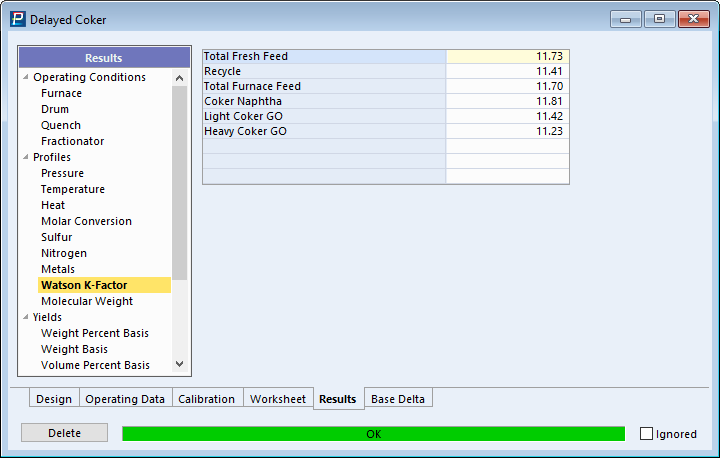 Delayed Coker
Results
Operating Conditions
Furnace
Drum
Quench
Fractionator
Profiles
Pressure
Temperature
Heat
Molar Conversion
Sulfur
Nitrogen
Metals
Watson K-Factor
Molecular Weight
Yields
Weight Percent Basis
Weight Basis
Volume Percent Basis
Total Fresh Feed 11.73
Recycle 11.41
Total Furnace Feed 11.70
Coker Naphtha 11.81
Light Coker GO 11.42
Heavy Coker GO 11.23
Design Operating Data Calibration Worksheet Results Base Delta
Delete OK Ignored